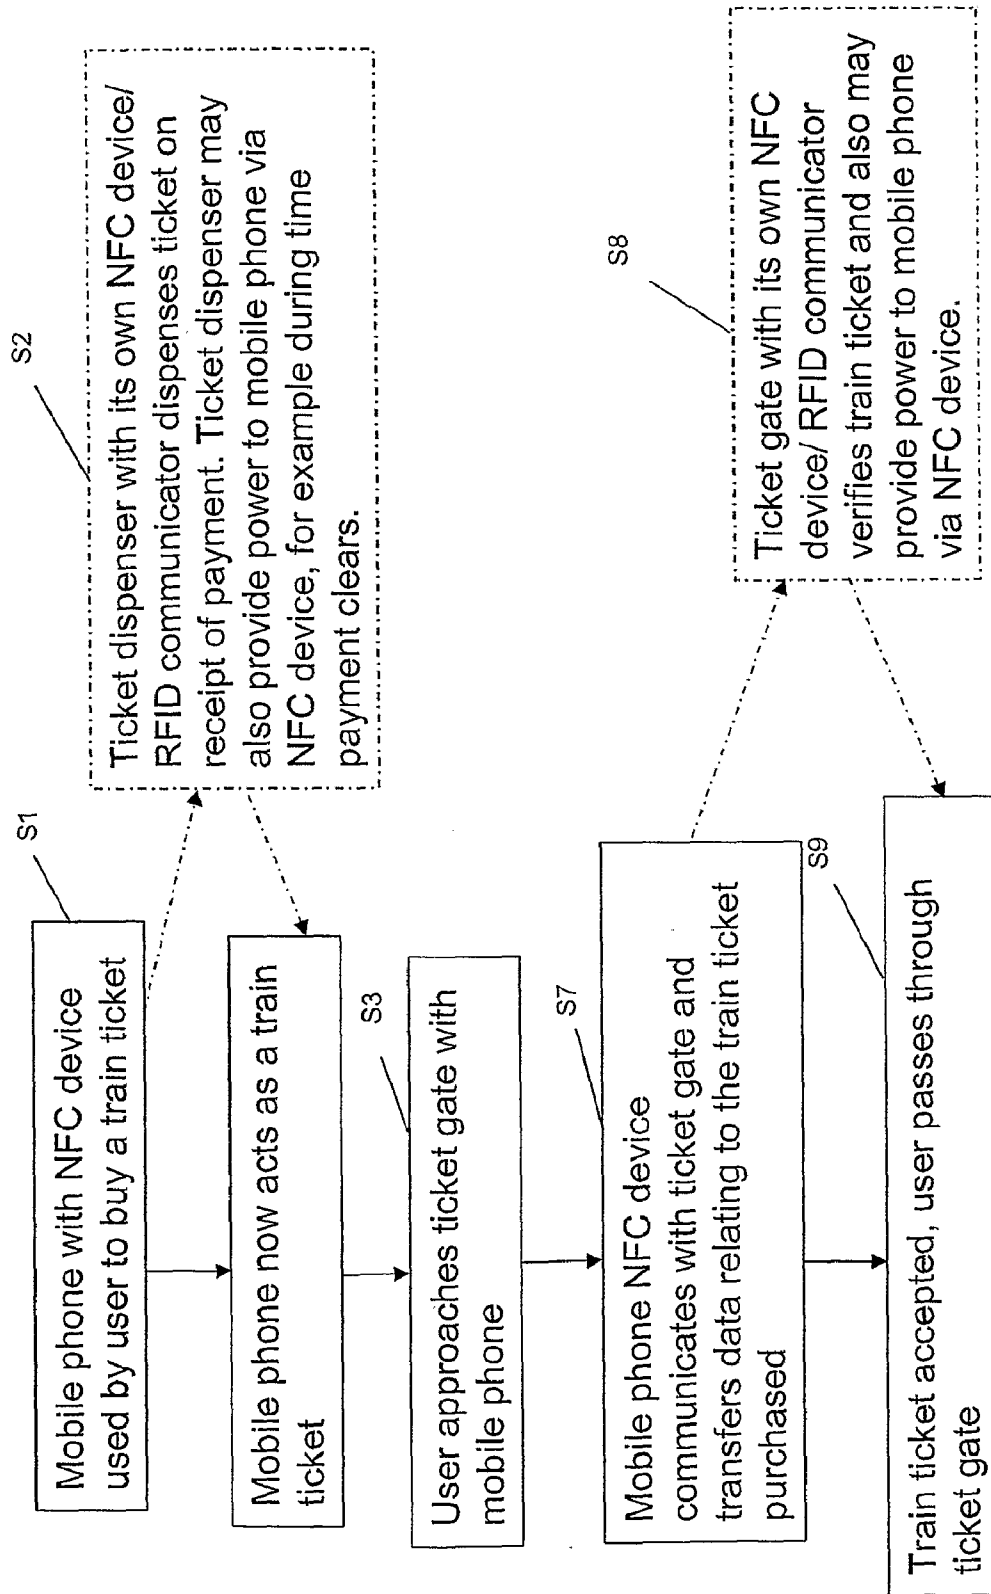 S1
Mobile phone with NFC device
used by user to buy a train ticket
S2
Ticket dispenser with its own NFC device/
RFID communicator dispenses ticket on
receipt of payment. Ticket dispenser may
also provide power to mobile phone via
NFC device, for example during time
payment clears.
Mobile phone now acts as a train
ticket
S3
User approaches ticket gate with
mobile phone
S7
Mobile phone NFC device
communicates with ticket gate and
transfers data relating to the train ticket
purchased
S8
Ticket gate with its own NFC
device/ RFID communicator
verifies train ticket and also may
provide power to mobile phone
via NFC device.
S9
Train ticket accepted, user passes through
ticket gate